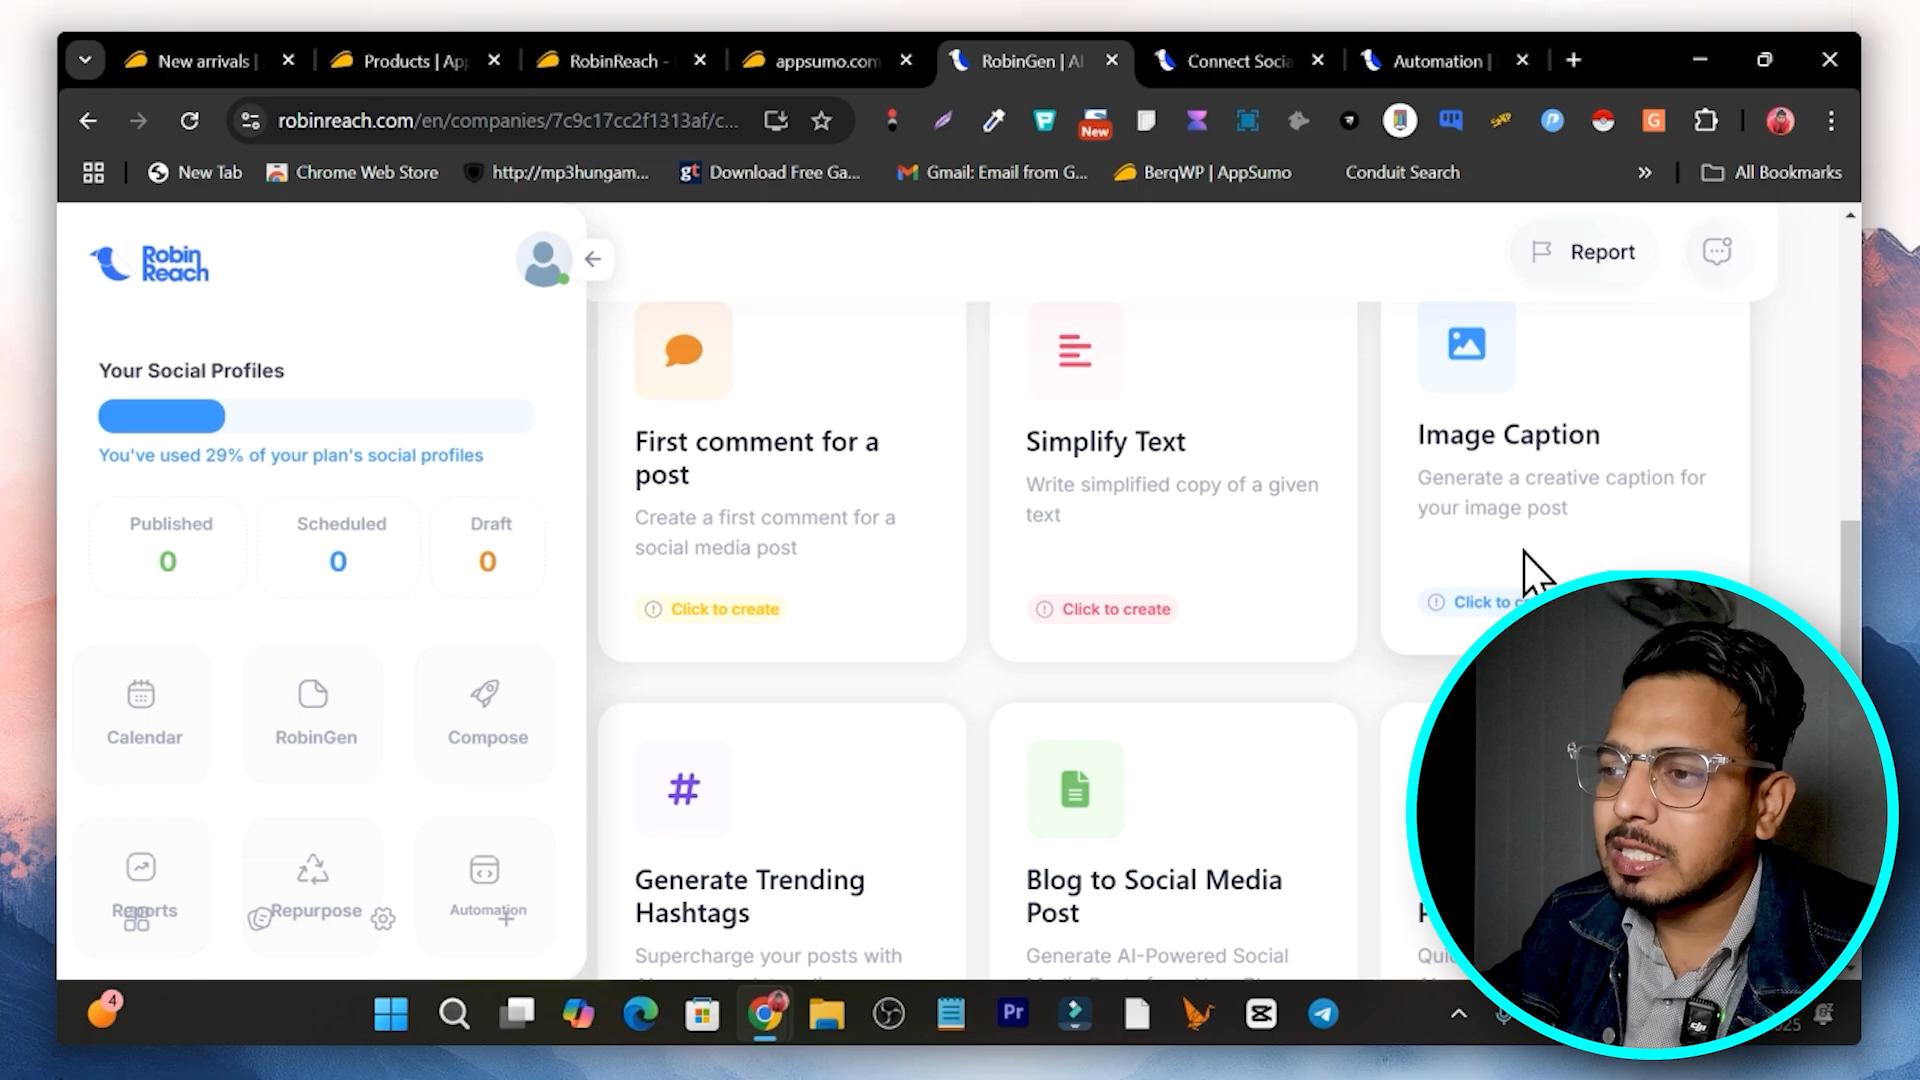 New arrivals |
Products | Ap
RobinReach -
appsumo.com
RobinGen | AI
Connect Socia
Automation |
robinreach.com/en/companies/7c9c17cc2f1313af/c...
New
G
New Tab
Chrome Web Store
http://mp3hungam...
gt Download Free Ga...
Gmail: Email from G...
BerqWP | AppSumo
Conduit Search
All Bookmarks
Robin
Reach
Report
Your Social Profiles
You've used 29% of your plan's social profiles
Published
0
Scheduled
0
Draft
0
Calendar
RobinGen
Compose
Reports
Repurpose
Automation
First comment for a
post
Create a first comment for a
social media post
Click to create
Simplify Text
Write simplified copy of a given
text
Click to create
Image Caption
Generate a creative caption for
your image post
Click to
#
Generate Trending
Hashtags
Supercharge your posts with
Blog to Social Media
Post
Generate AI-Powered Social
4
Pr
dji